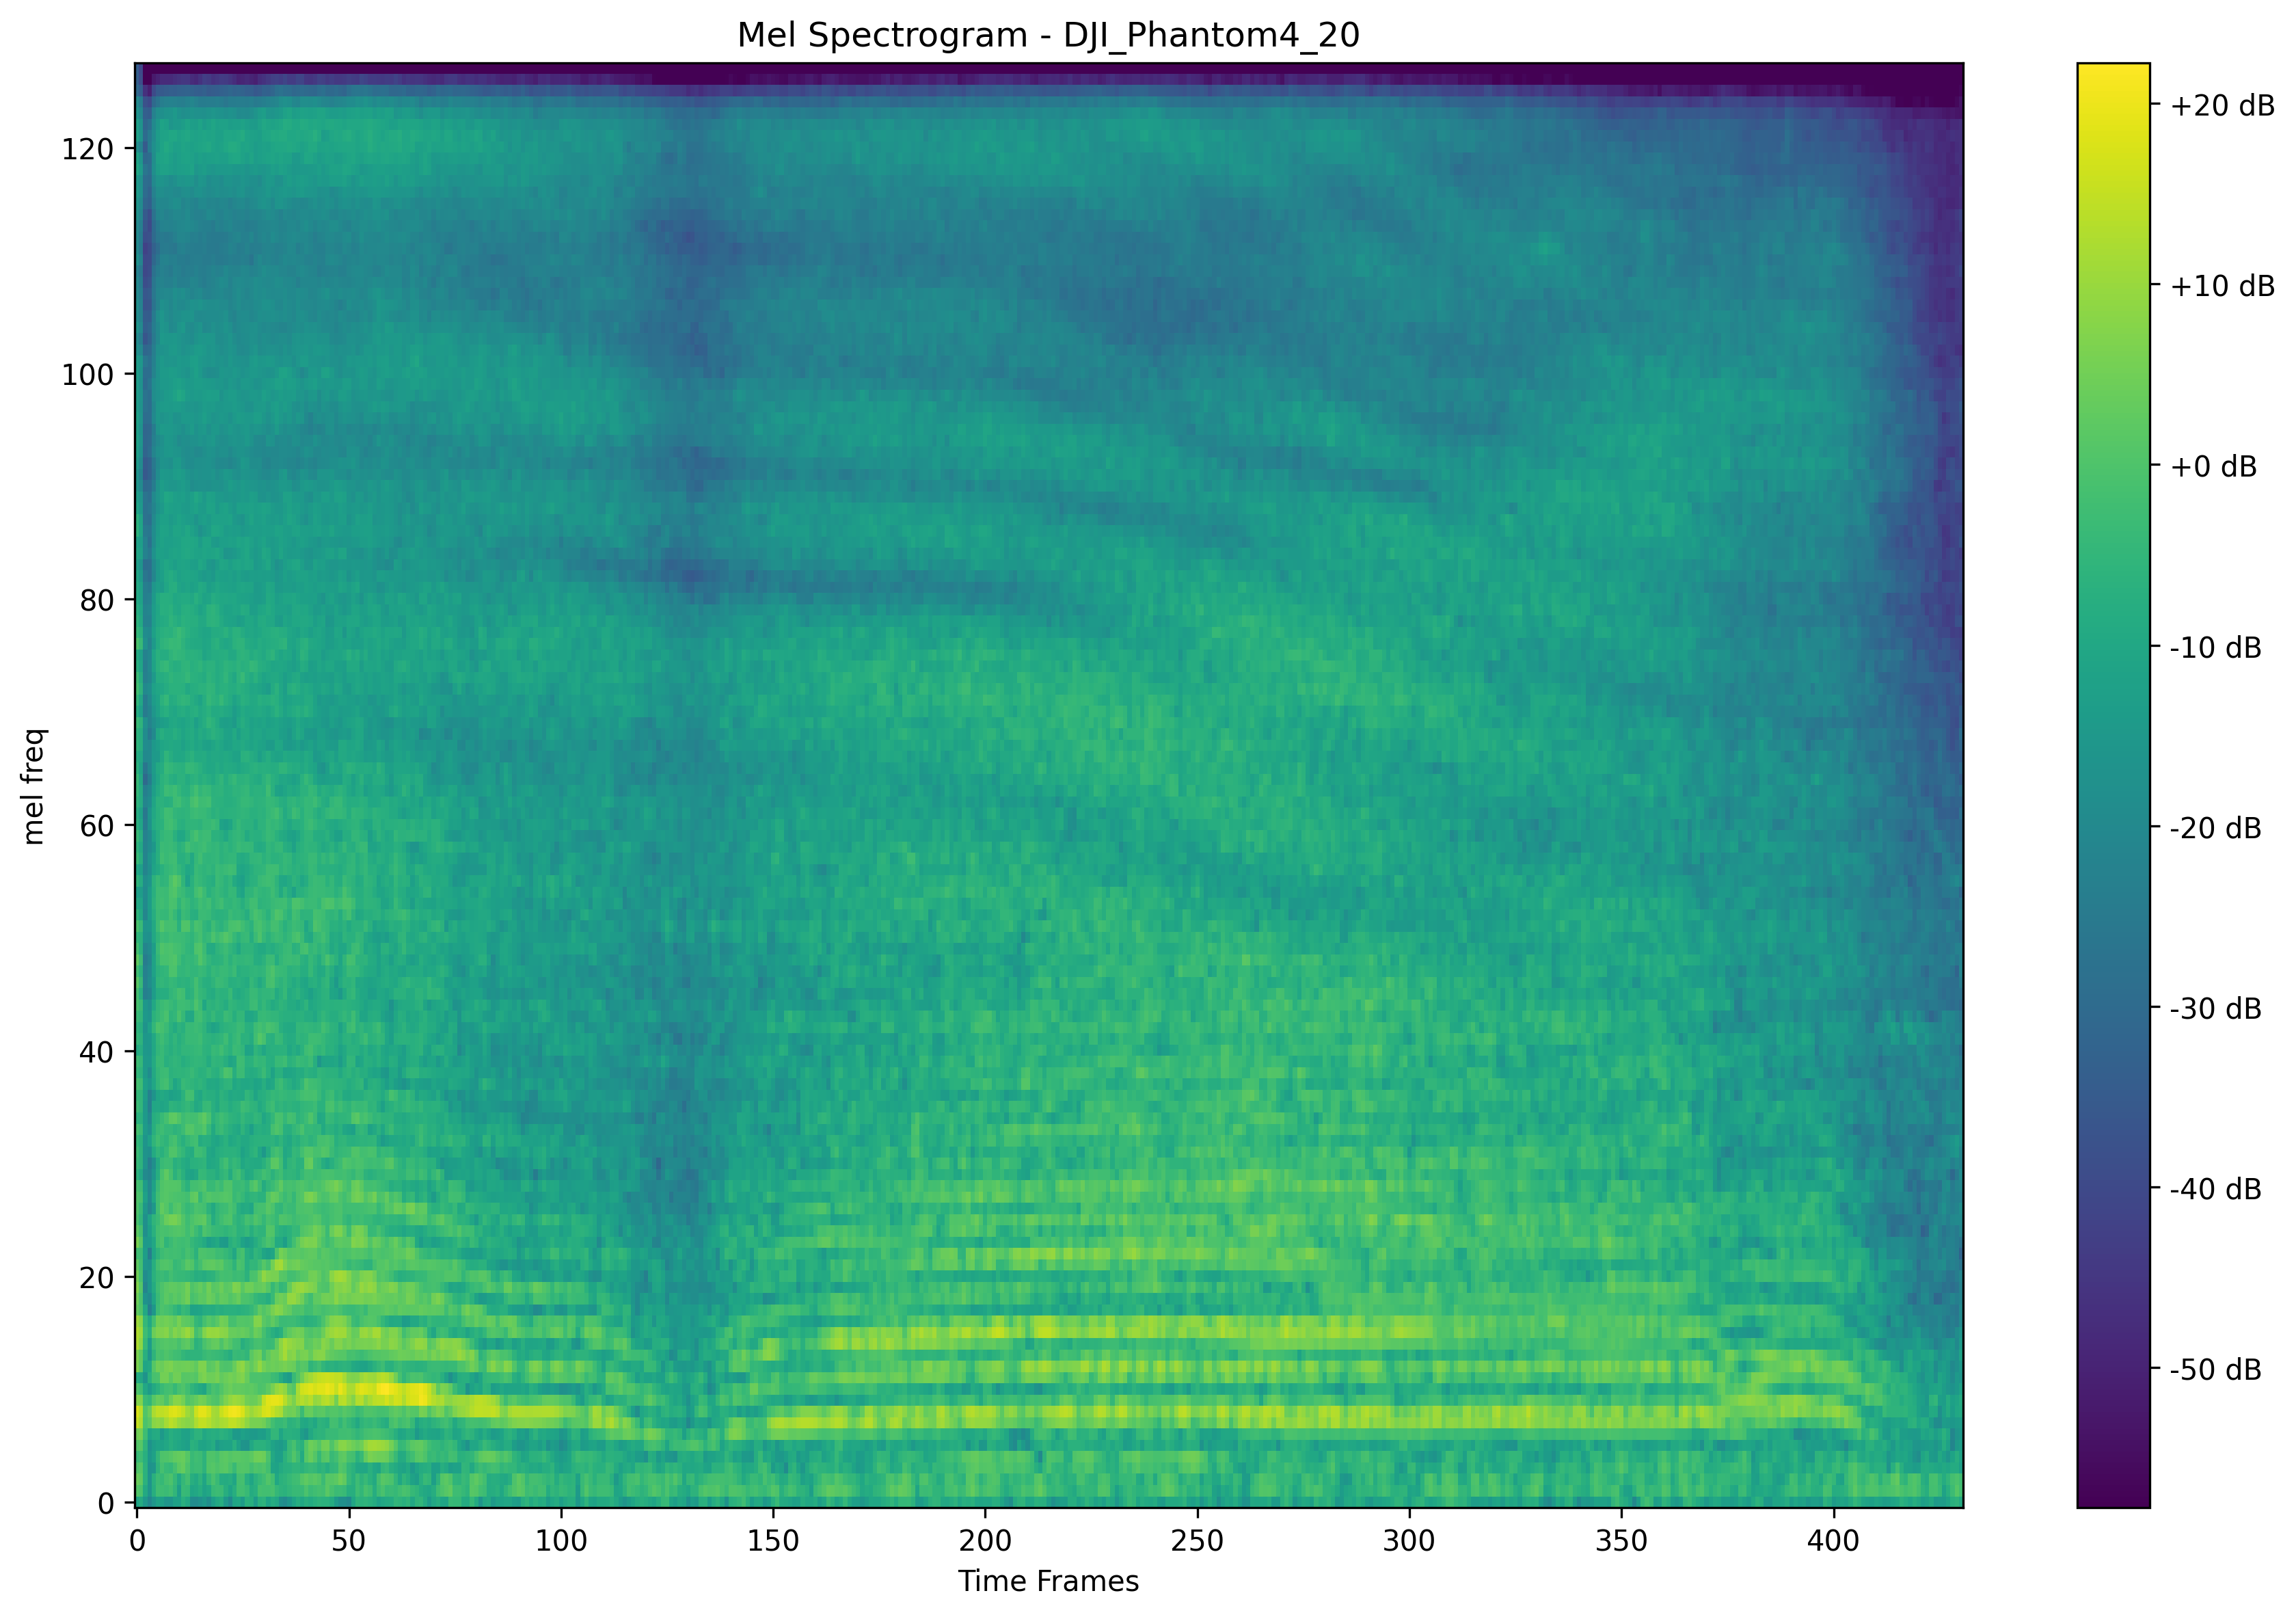 Mel Spectrogram - DJI_Phantom4_20
mel freq
120
100
80
60
40
20
0
0 50 100 150 200 250 300 350 400
Time Frames
+20 dB
+10 dB
+0 dB
-10 dB
-20 dB
-30 dB
-40 dB
-50 dB